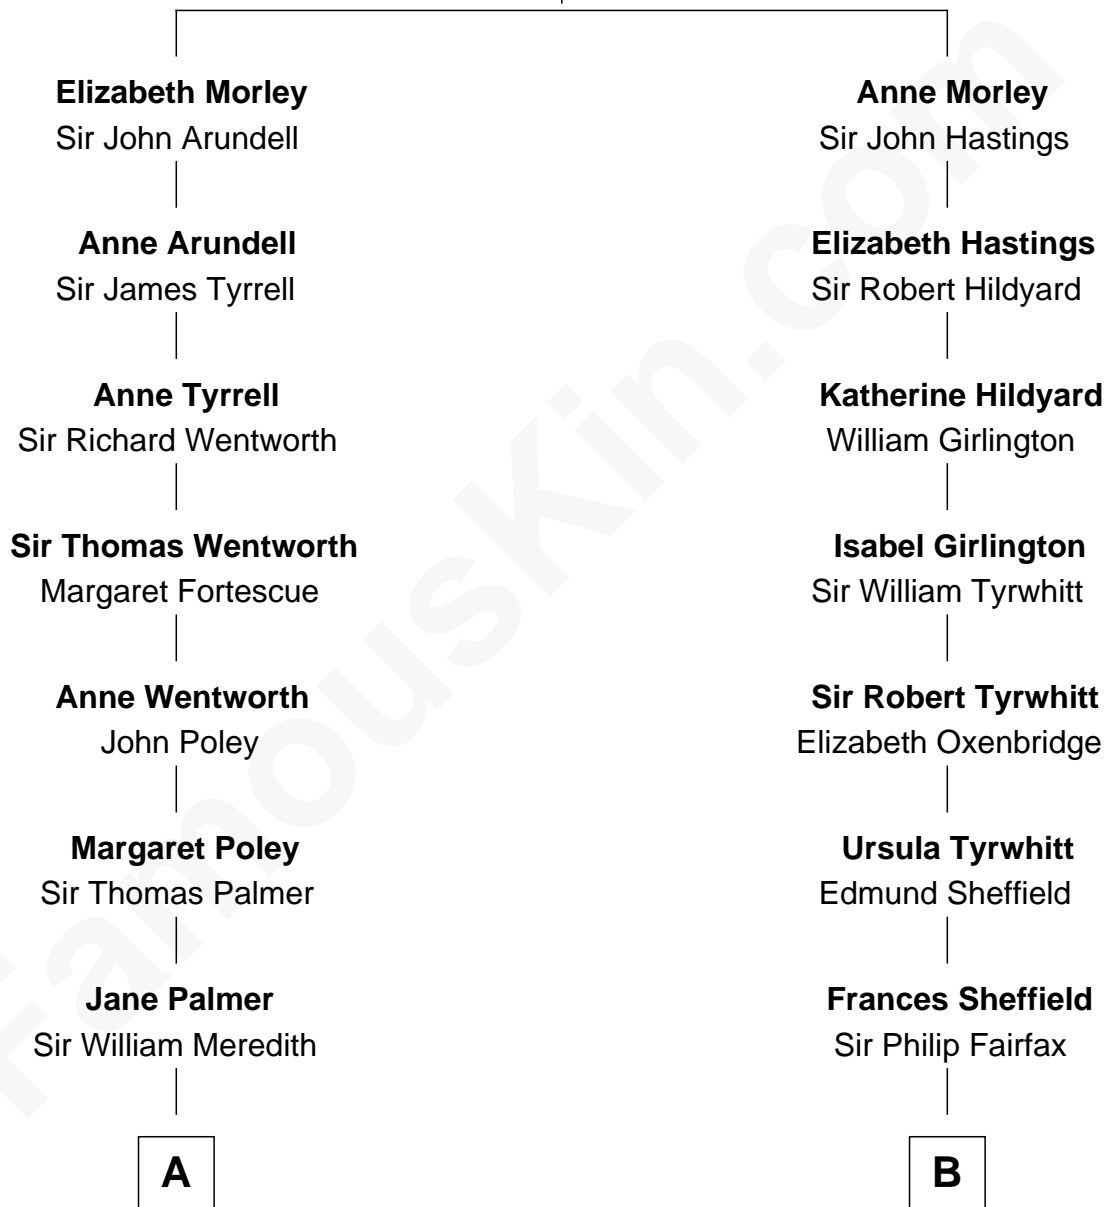 Elizabeth Morley
Sir John Arundell
Anne Arundell
Sir James Tyrrell
Anne Tyrrell
Sir Richard Wentworth
Sir Thomas Wentworth
Margaret Fortescue
Anne Wentworth
John Poley
Margaret Poley
Sir Thomas Palmer
Jane Palmer
Sir William Meredith
A
Anne Morley
Sir John Hastings
Elizabeth Hastings
Sir Robert Hildyard
Katherine Hildyard
William Girlington
Isabel Girlington
Sir William Tyrwhitt
Sir Robert Tyrwhitt
Elizabeth Oxenbridge
Ursula Tyrwhitt
Edmund Sheffield
Frances Sheffield
Sir Philip Fairfax
B
FamousKin.com